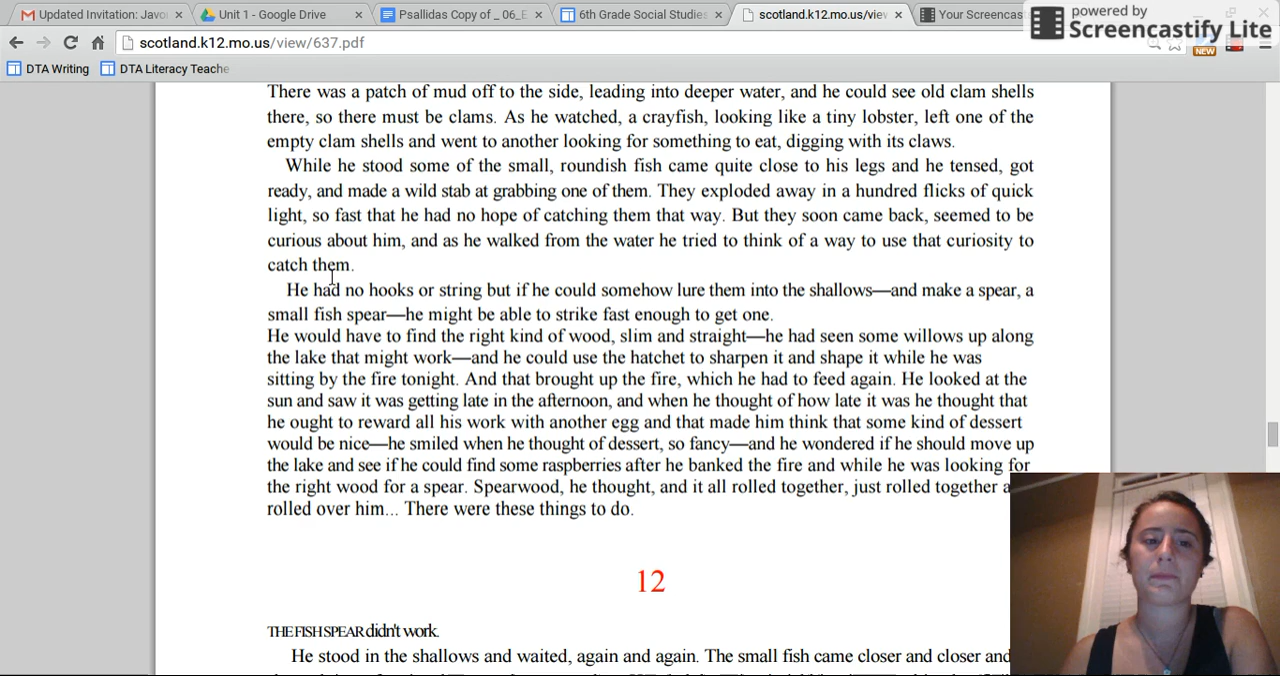 Updated Invitation: Javo
Unit 1 - Google Drive
Psallidas Copy of _ 06_E
6th Grade Social Studies
scotland.k12.mo.us/view
Your Screencas
powered by
Screencastify Lite
scotland.k12.mo.us/view/637.pdf
NEW
DTA Writing
DTA Literacy Teache
There was a patch of mud off to the side, leading into deeper water, and he could see old clam shells
there, so there must be clams. As he watched, a crayfish, looking like a tiny lobster, left one of the
empty clam shells and went to another looking for something to eat, digging with its claws.
While he stood some of the small, roundish fish came quite close to his legs and he tensed, got
ready, and made a wild stab at grabbing one of them. They exploded away in a hundred flicks of quick
light, so fast that he had no hope of catching them that way. But they soon came back, seemed to be
curious about him, and as he walked from the water he tried to think of a way to use that curiosity to
catch them.
He had no hooks or string but if he could somehow lure them into the shallows—and make a spear, a
small fish spear—he might be able to strike fast enough to get one.
He would have to find the right kind of wood, slim and straight—he had seen some willows up along
the lake that might work—and he could use the hatchet to sharpen it and shape it while he was
sitting by the fire tonight. And that brought up the fire, which he had to feed again. He looked at the
sun and saw it was getting late in the afternoon, and when he thought of how late it was he thought that
he ought to reward all his work with another egg and that made him think that some kind of dessert
would be nice—he smiled when he thought of dessert, so fancy—and he wondered if he should move up
the lake and see if he could find some raspberries after he banked the fire and while he was looking for
the right wood for a spear. Spearwood, he thought, and it all rolled together, just rolled together a
rolled over him... There were these things to do.
12
THE FISH SPEAR didn't work.
He stood in the shallows and waited, again and again. The small fish came closer and closer and